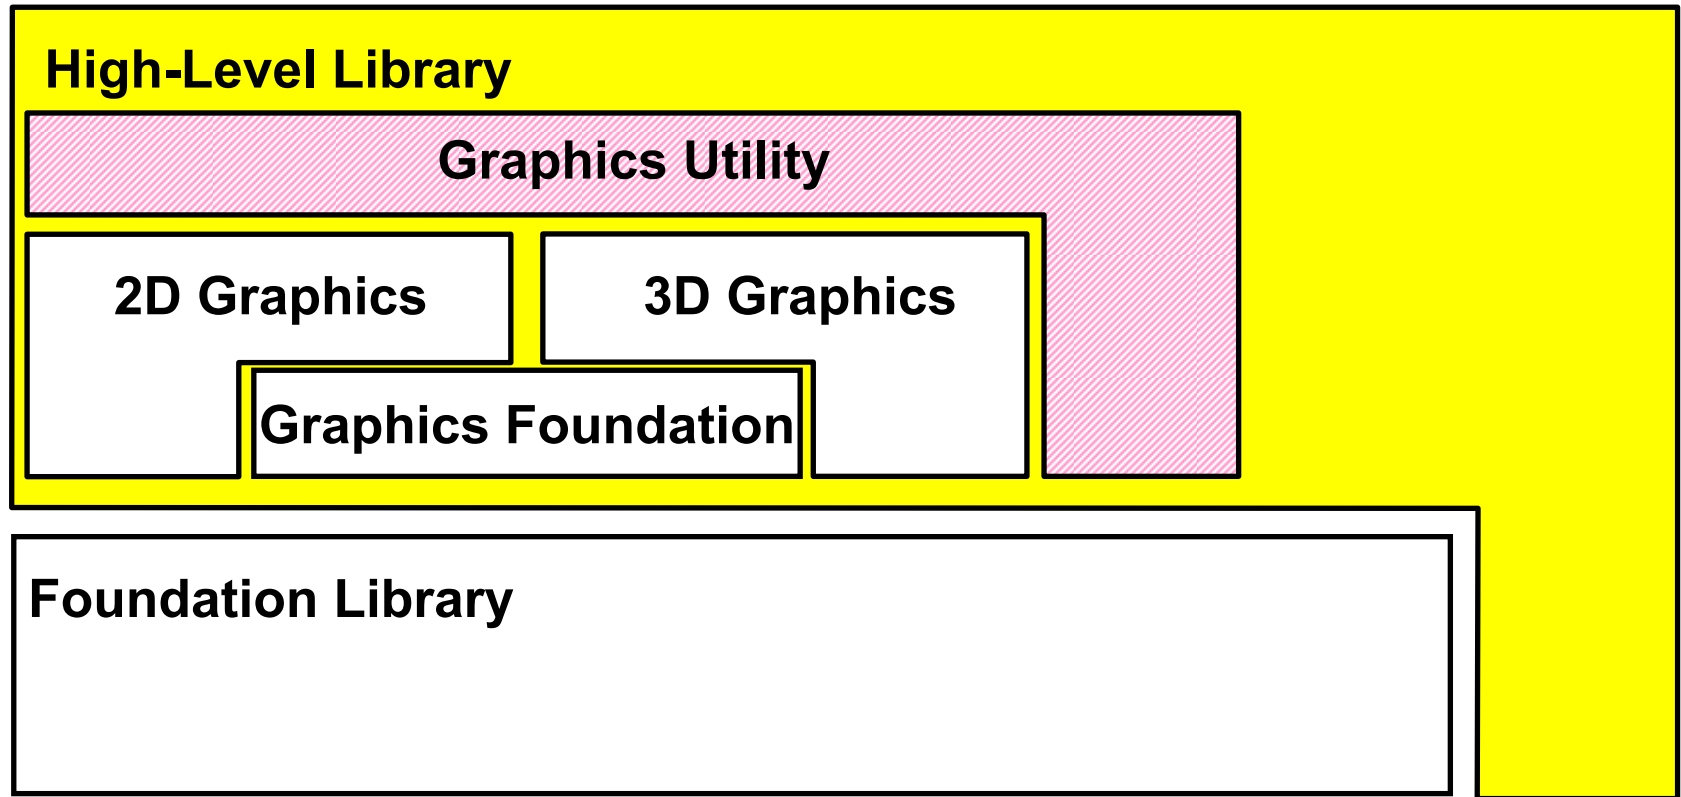 High-Level Library
Graphics Utility
2D Graphics
3D Graphics
Graphics Foundation
Foundation Library